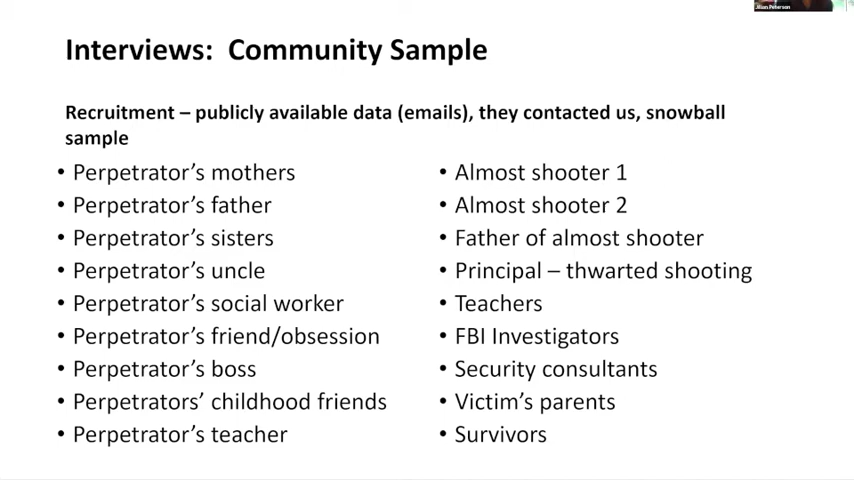 Jillian Peterson
Interviews: Community Sample
Recruitment – publicly available data (emails), they contacted us, snowball
sample
• Perpetrator's mothers
• Perpetrator's father
• Perpetrator's sisters
• Perpetrator's uncle
• Perpetrator's social worker
• Perpetrator's friend/obsession
• Perpetrator's boss
• Perpetrators' childhood friends
• Perpetrator's teacher
• Almost shooter 1
• Almost shooter 2
• Father of almost shooter
• Principal – thwarted shooting
• Teachers
• FBI Investigators
• Security consultants
• Victim's parents
• Survivors